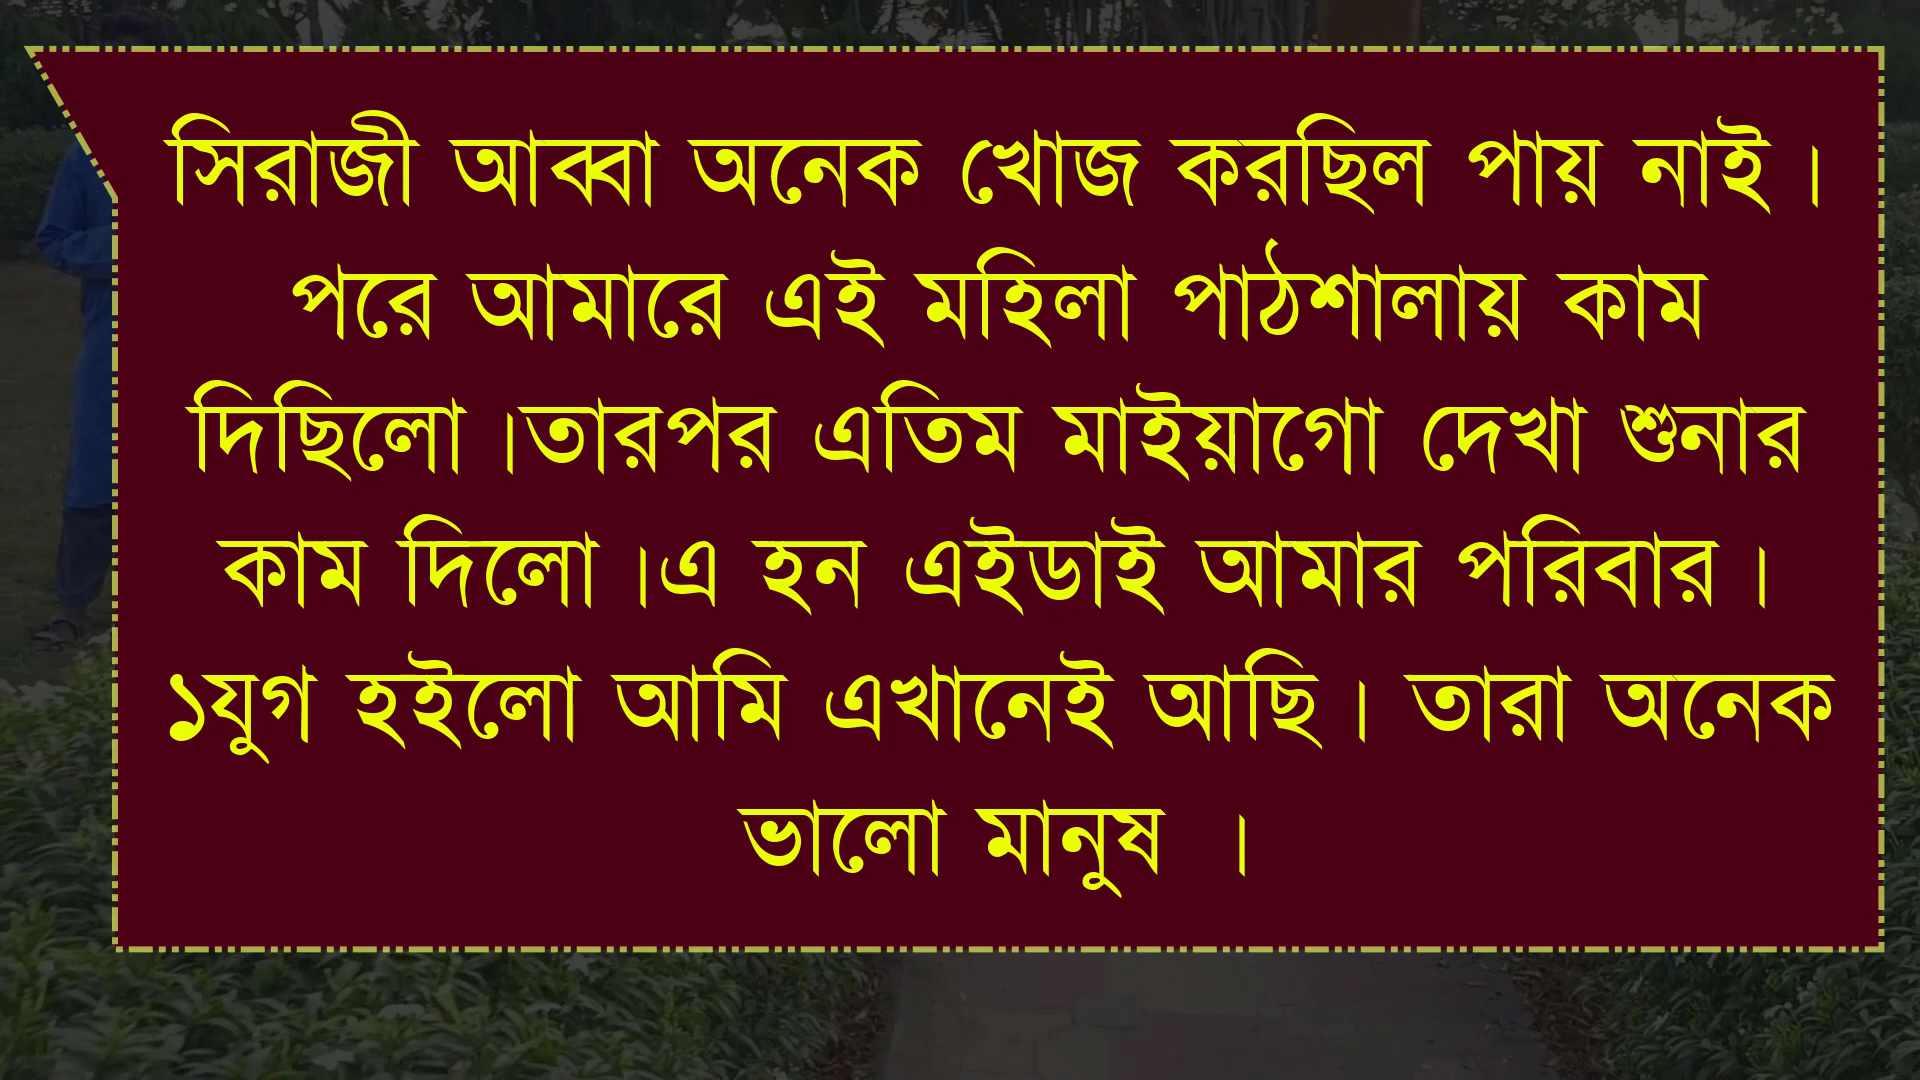 সিরাজী আব্বা অনেক খোজ করছিল পায় নাই।
পরে আমারে এই মহিলা পাঠশালায় কাম
দিছিলো।তারপর এতিম মাইয়াগো দেখা শুনার
কাম দিলো।এ হন এইডাই আমার পরিবার।
১যুগ হইলো আমি এখানেই আছি। তারা অনেক
ভালো মানুষ ।